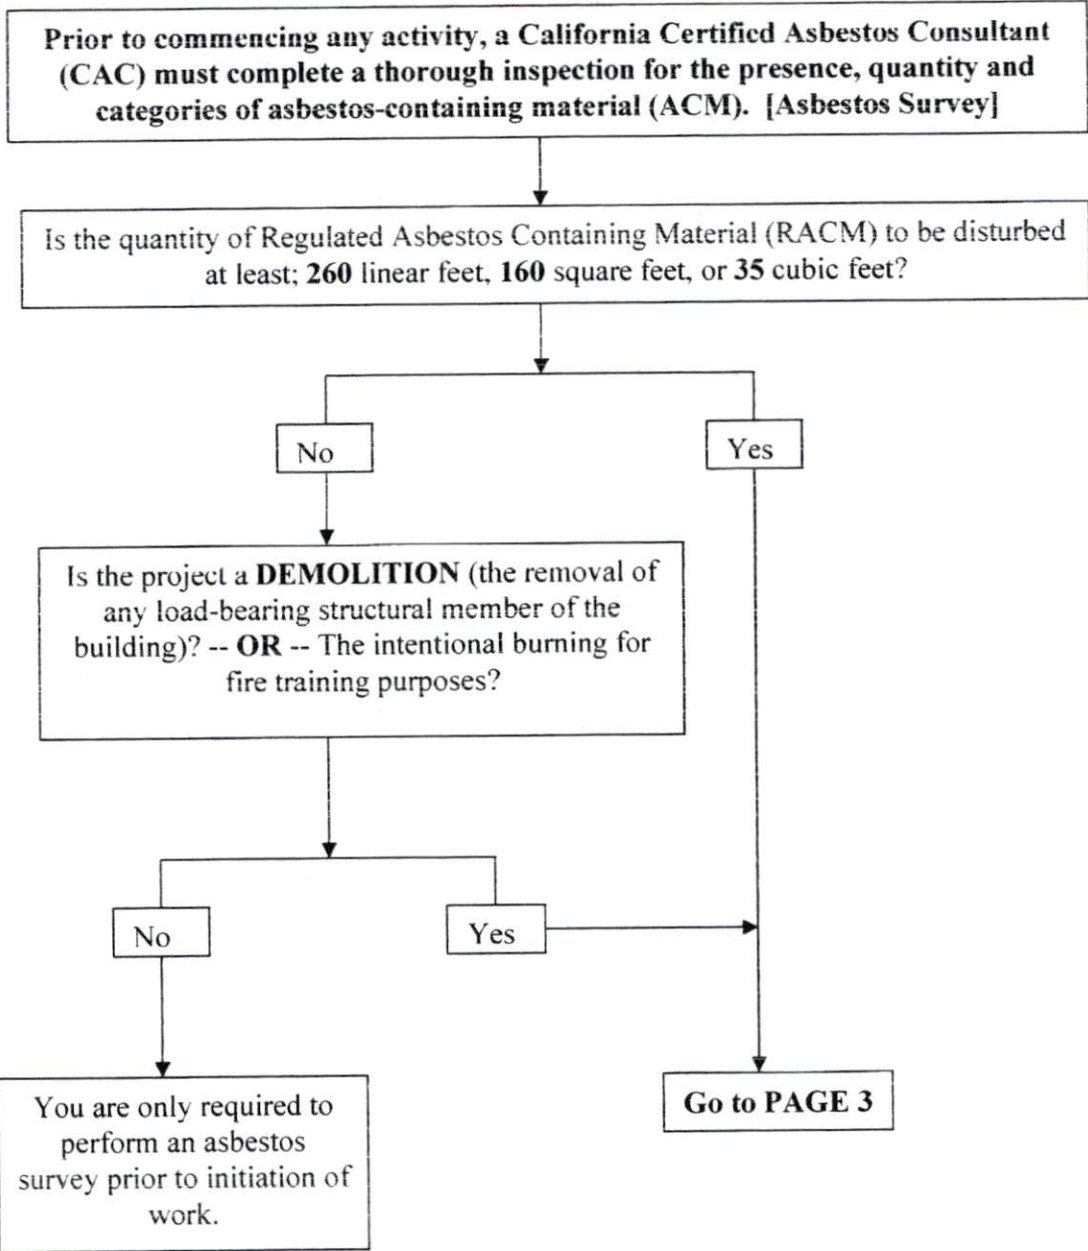 Prior to commencing any activity, a California Certified Asbestos Consultant
(CAC) must complete a thorough inspection for the presence, quantity and
categories of asbestos-containing material (ACM). [Asbestos Survey]
Is the quantity of Regulated Asbestos Containing Material (RACM) to be disturbed
at least; 260 linear feet, 160 square feet, or 35 cubic feet?
No
Yes
Is the project a DEMOLITION (the removal of
any load-bearing structural member of the
building)? -- OR -- The intentional burning for
fire training purposes?
No
Yes
You are only required to
perform an asbestos
survey prior to initiation of
work.
Go to PAGE 3